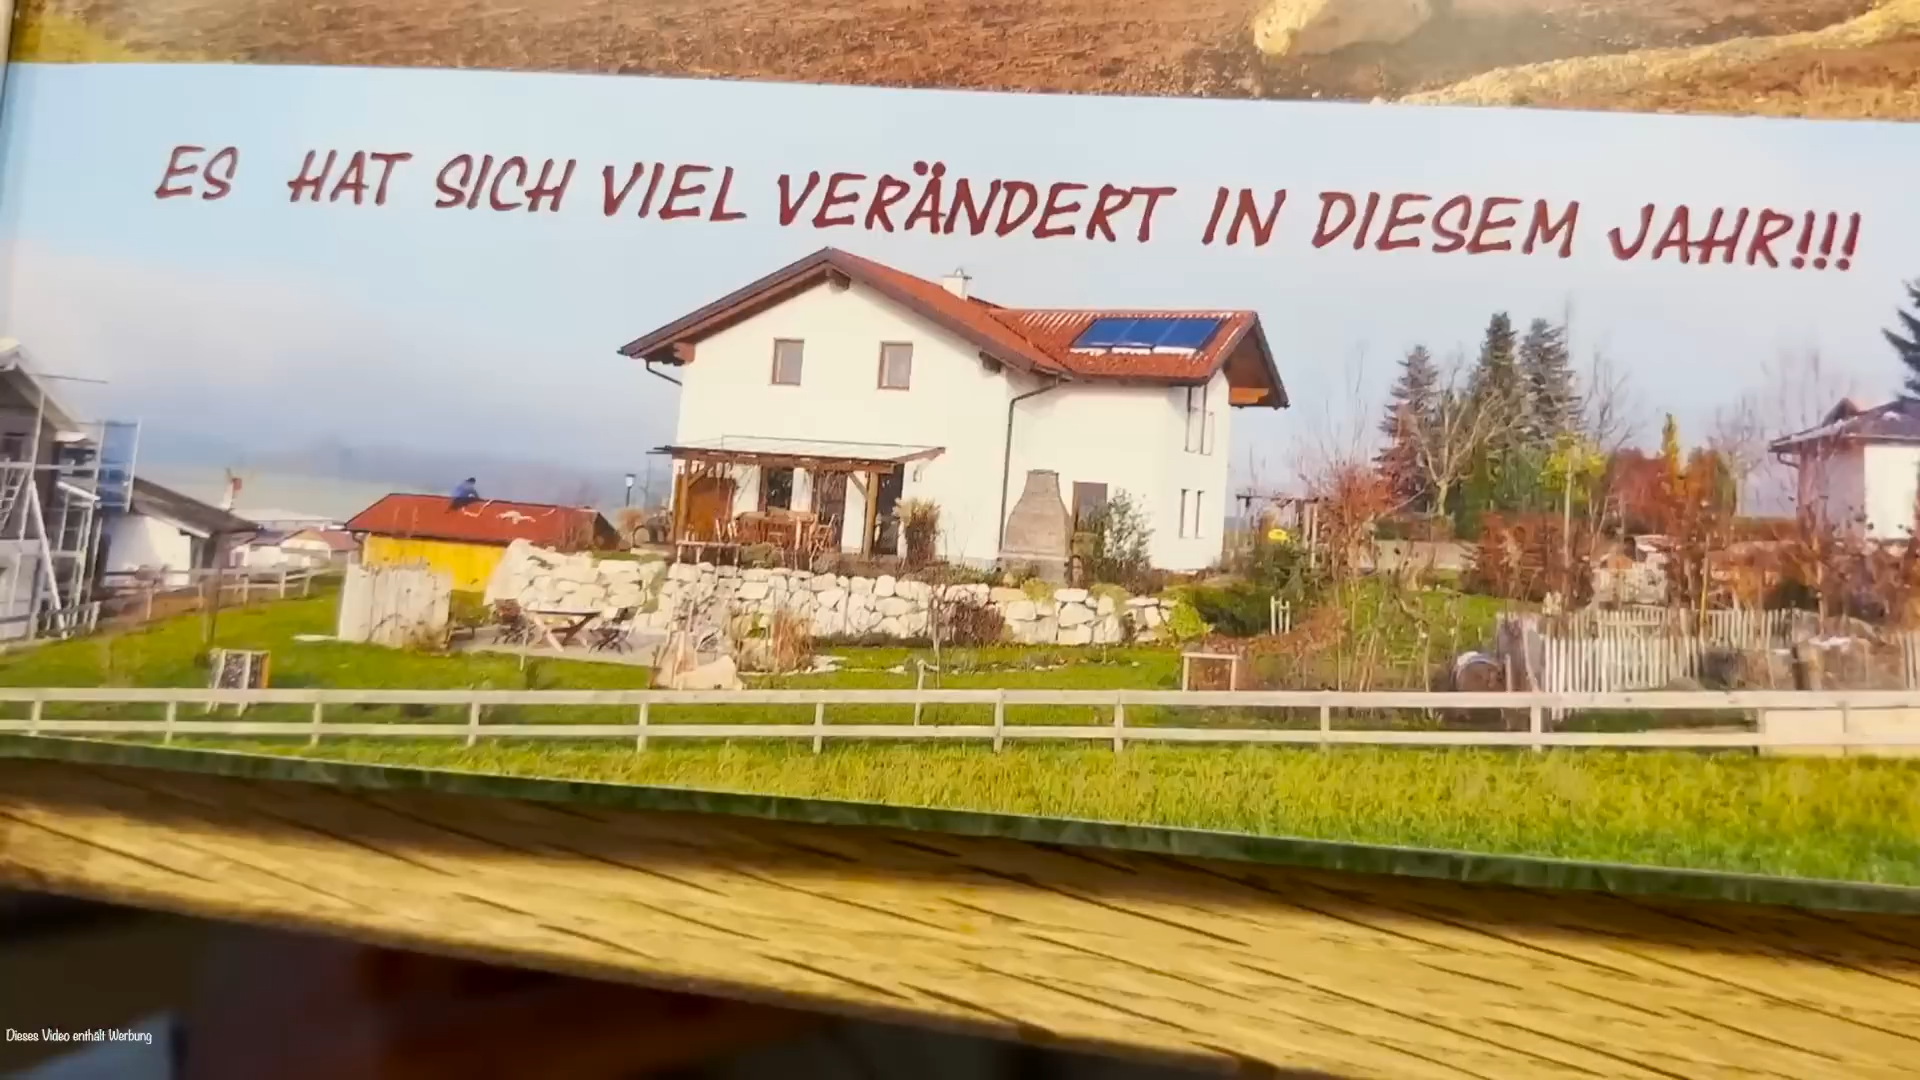 ES HAT SICH VIEL VERÄNDERT IN DIESEM JAHR!!!
Dieses Video enthält Werbung